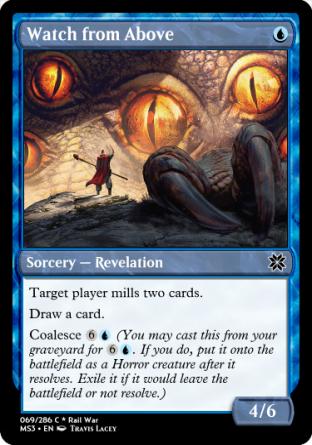 Watch from Above
Sorcery — Revelation
Target player mills two cards.
Draw a card.
Coalesce 6 (You may cast this from your
graveyard for 6 . If you do, put it onto the
battlefield as a Horror creature after it
resolves. Exile it if it would leave the
battlefield or not resolve.)
4/6
069/286 C * Rail War
MS3 • EN Travis Lacey